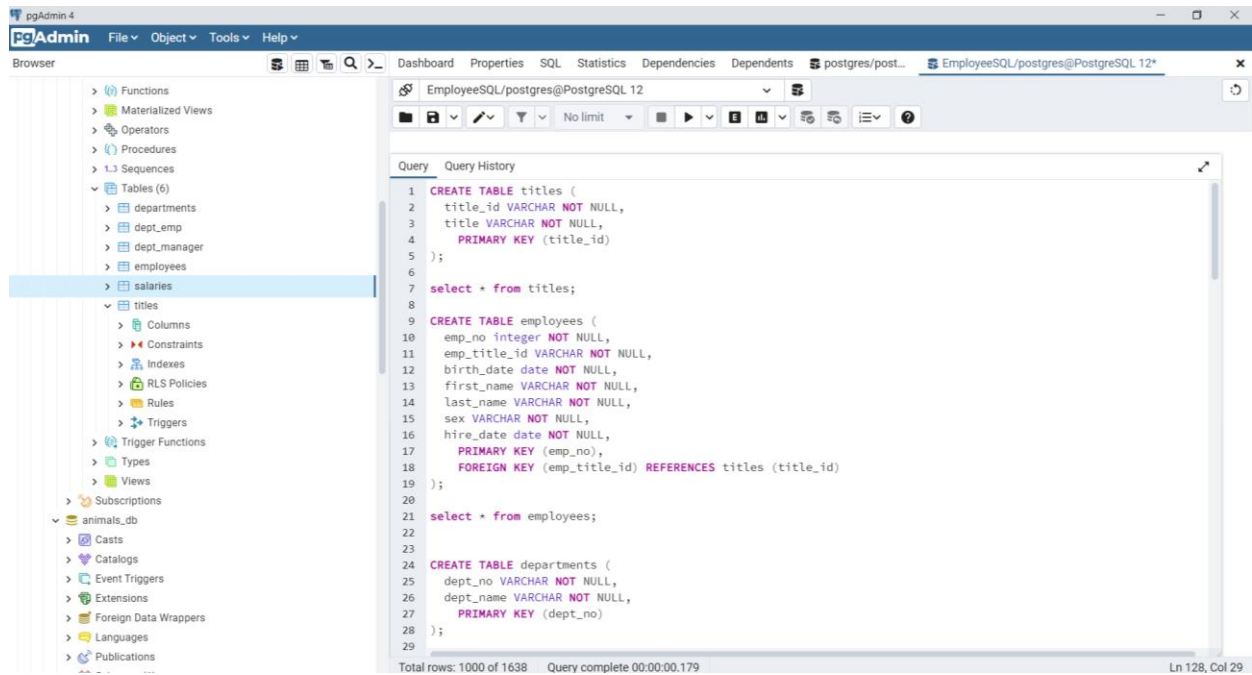 pgAdmin 4
pgAdmin File Object Tools Help
Browser
Dashboard Properties SQL Statistics Dependencies Dependents postgres/post... EmployeeSQL/postgres@PostgreSQL 12*
Functions
Materialized Views
Operators
Procedures
1..3 Sequences
Tables (6)
departments
dept_emp
dept_manager
employees
salaries
titles
Columns
Constraints
Indexes
RLS Policies
Rules
Triggers
Trigger Functions
Types
Views
Subscriptions
animals_db
Casts
Catalogs
Event Triggers
Extensions
Foreign Data Wrappers
Languages
Publications
EmployeeSQL/postgres@PostgreSQL 12
No limit
Query Query History
1 CREATE TABLE titles (
2 title_id VARCHAR NOT NULL,
3 title VARCHAR NOT NULL,
4 PRIMARY KEY (title_id)
5 );
6
7 select * from titles;
8
9 CREATE TABLE employees (
10 emp_no integer NOT NULL,
11 emp_title_id VARCHAR NOT NULL,
12 birth_date date NOT NULL,
13 first_name VARCHAR NOT NULL,
14 last_name VARCHAR NOT NULL,
15 sex VARCHAR NOT NULL,
16 hire_date date NOT NULL,
17 PRIMARY KEY (emp_no),
18 FOREIGN KEY (emp_title_id) REFERENCES titles (title_id)
19 );
20
21 select * from employees;
22
23
24 CREATE TABLE departments (
25 dept_no VARCHAR NOT NULL,
26 dept_name VARCHAR NOT NULL,
27 PRIMARY KEY (dept_no)
28 );
29
Total rows: 1000 of 1638 Query complete 00:00:00.179 Ln 128, Col 29